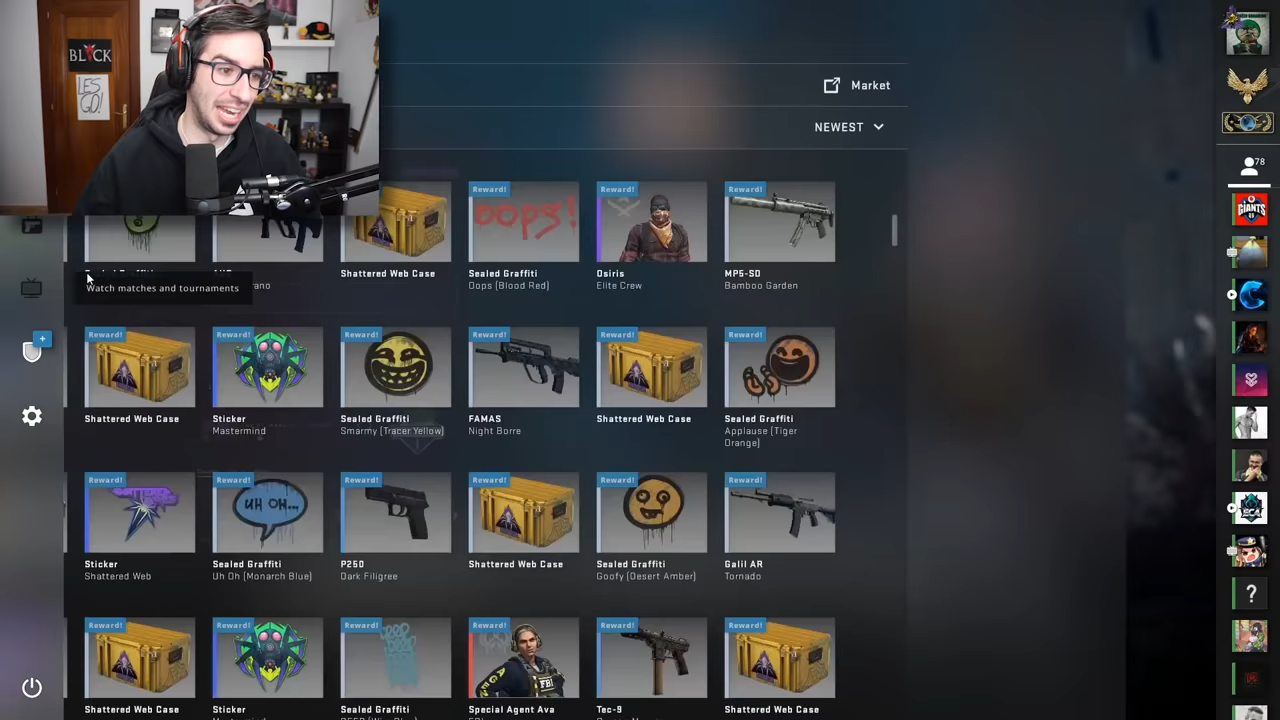 BLCK
LES
GO!
Market
NEWEST
78
Reward!
Reward!
Reward!
Shattered Web Case
Sealed Graffiti
Oops (Blood Red)
Osiris
Elite Crew
MP5-SD
Bamboo Garden
Watch matches and tournaments
GIANTS
Reward!
Reward!
Reward!
Reward!
Reward!
Reward!
Shattered Web Case
Sticker
Mastermind
Sealed Graffiti
Smarmy (Tracer Yellow)
FAMAS
Night Borre
Shattered Web Case
Sealed Graffiti
Applause (Tiger
Orange)
Reward!
Reward!
Reward!
Reward!
Reward!
Reward!
UH OH...
Sticker
Shattered Web
Sealed Graffiti
Uh Oh (Monarch Blue)
P250
Dark Filigree
Shattered Web Case
Sealed Graffiti
Goofy (Desert Amber)
Galil AR
Tornado
Reward!
Reward!
Reward!
Reward!
Reward!
Reward!
FBI
Shattered Web Case
Sticker
Sealed Graffiti
Special Agent Ava
Tec-9
Shattered Web Case